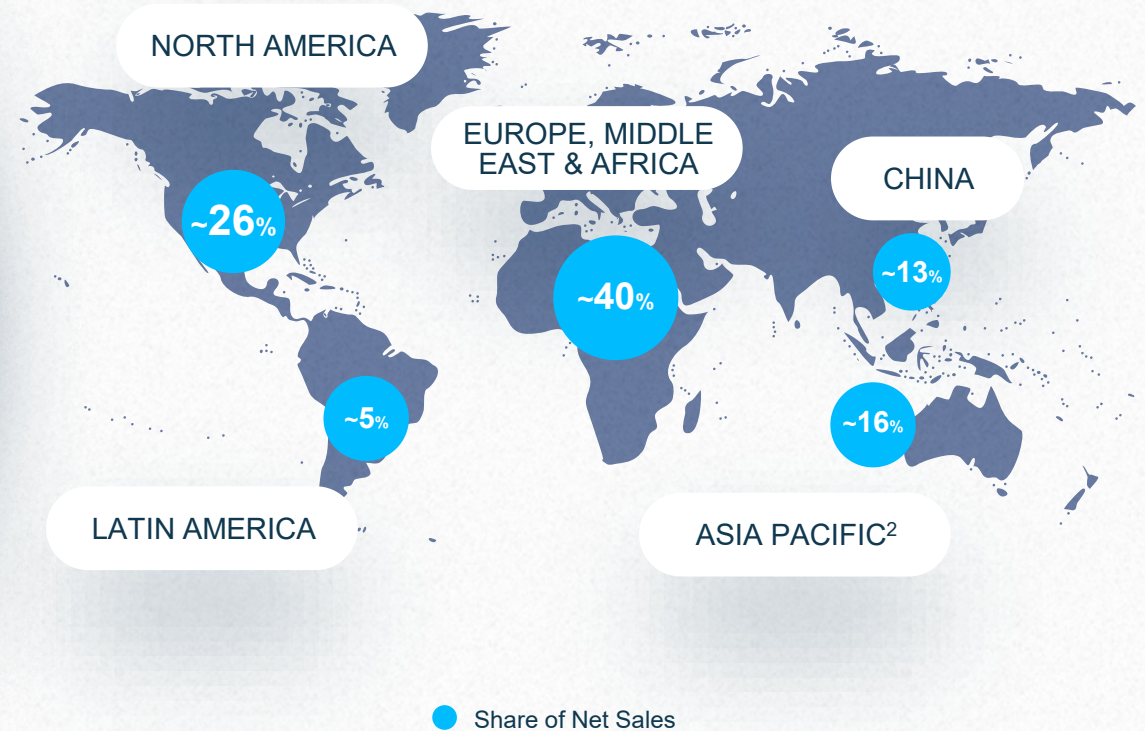 NORTH AMERICA
EUROPE, MIDDLE
EAST & AFRICA
CHINA
~26%
~13%
~40%
~5%
~16%
LATIN AMERICA
ASIA PACIFIC²
Share of Net Sales